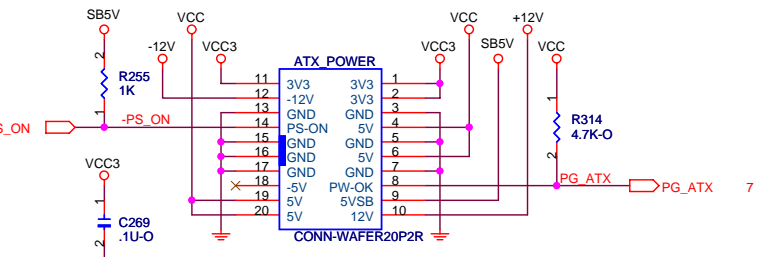 SB5V VCC VCC +12V
-12V VCC3 VCC3 SB5V VCC
ATX_POWER
2 R255 1K 1
11 3V3 3V3 1
12 -12V 3V3 2
13 GND GND 3
14 PS-ON 5V 4
15 GND GND 5
16 GND 5V 6
17 GND GND 7
18 -5V PW-OK 8
19 5V 5VSB 9
20 5V 12V 10
CONN-WAFER20P2R
S_ON -PS_ON
1 R314 4.7K-O 2
PG_ATX PG_ATX 7
VCC3
1 C269 .1U-O 2